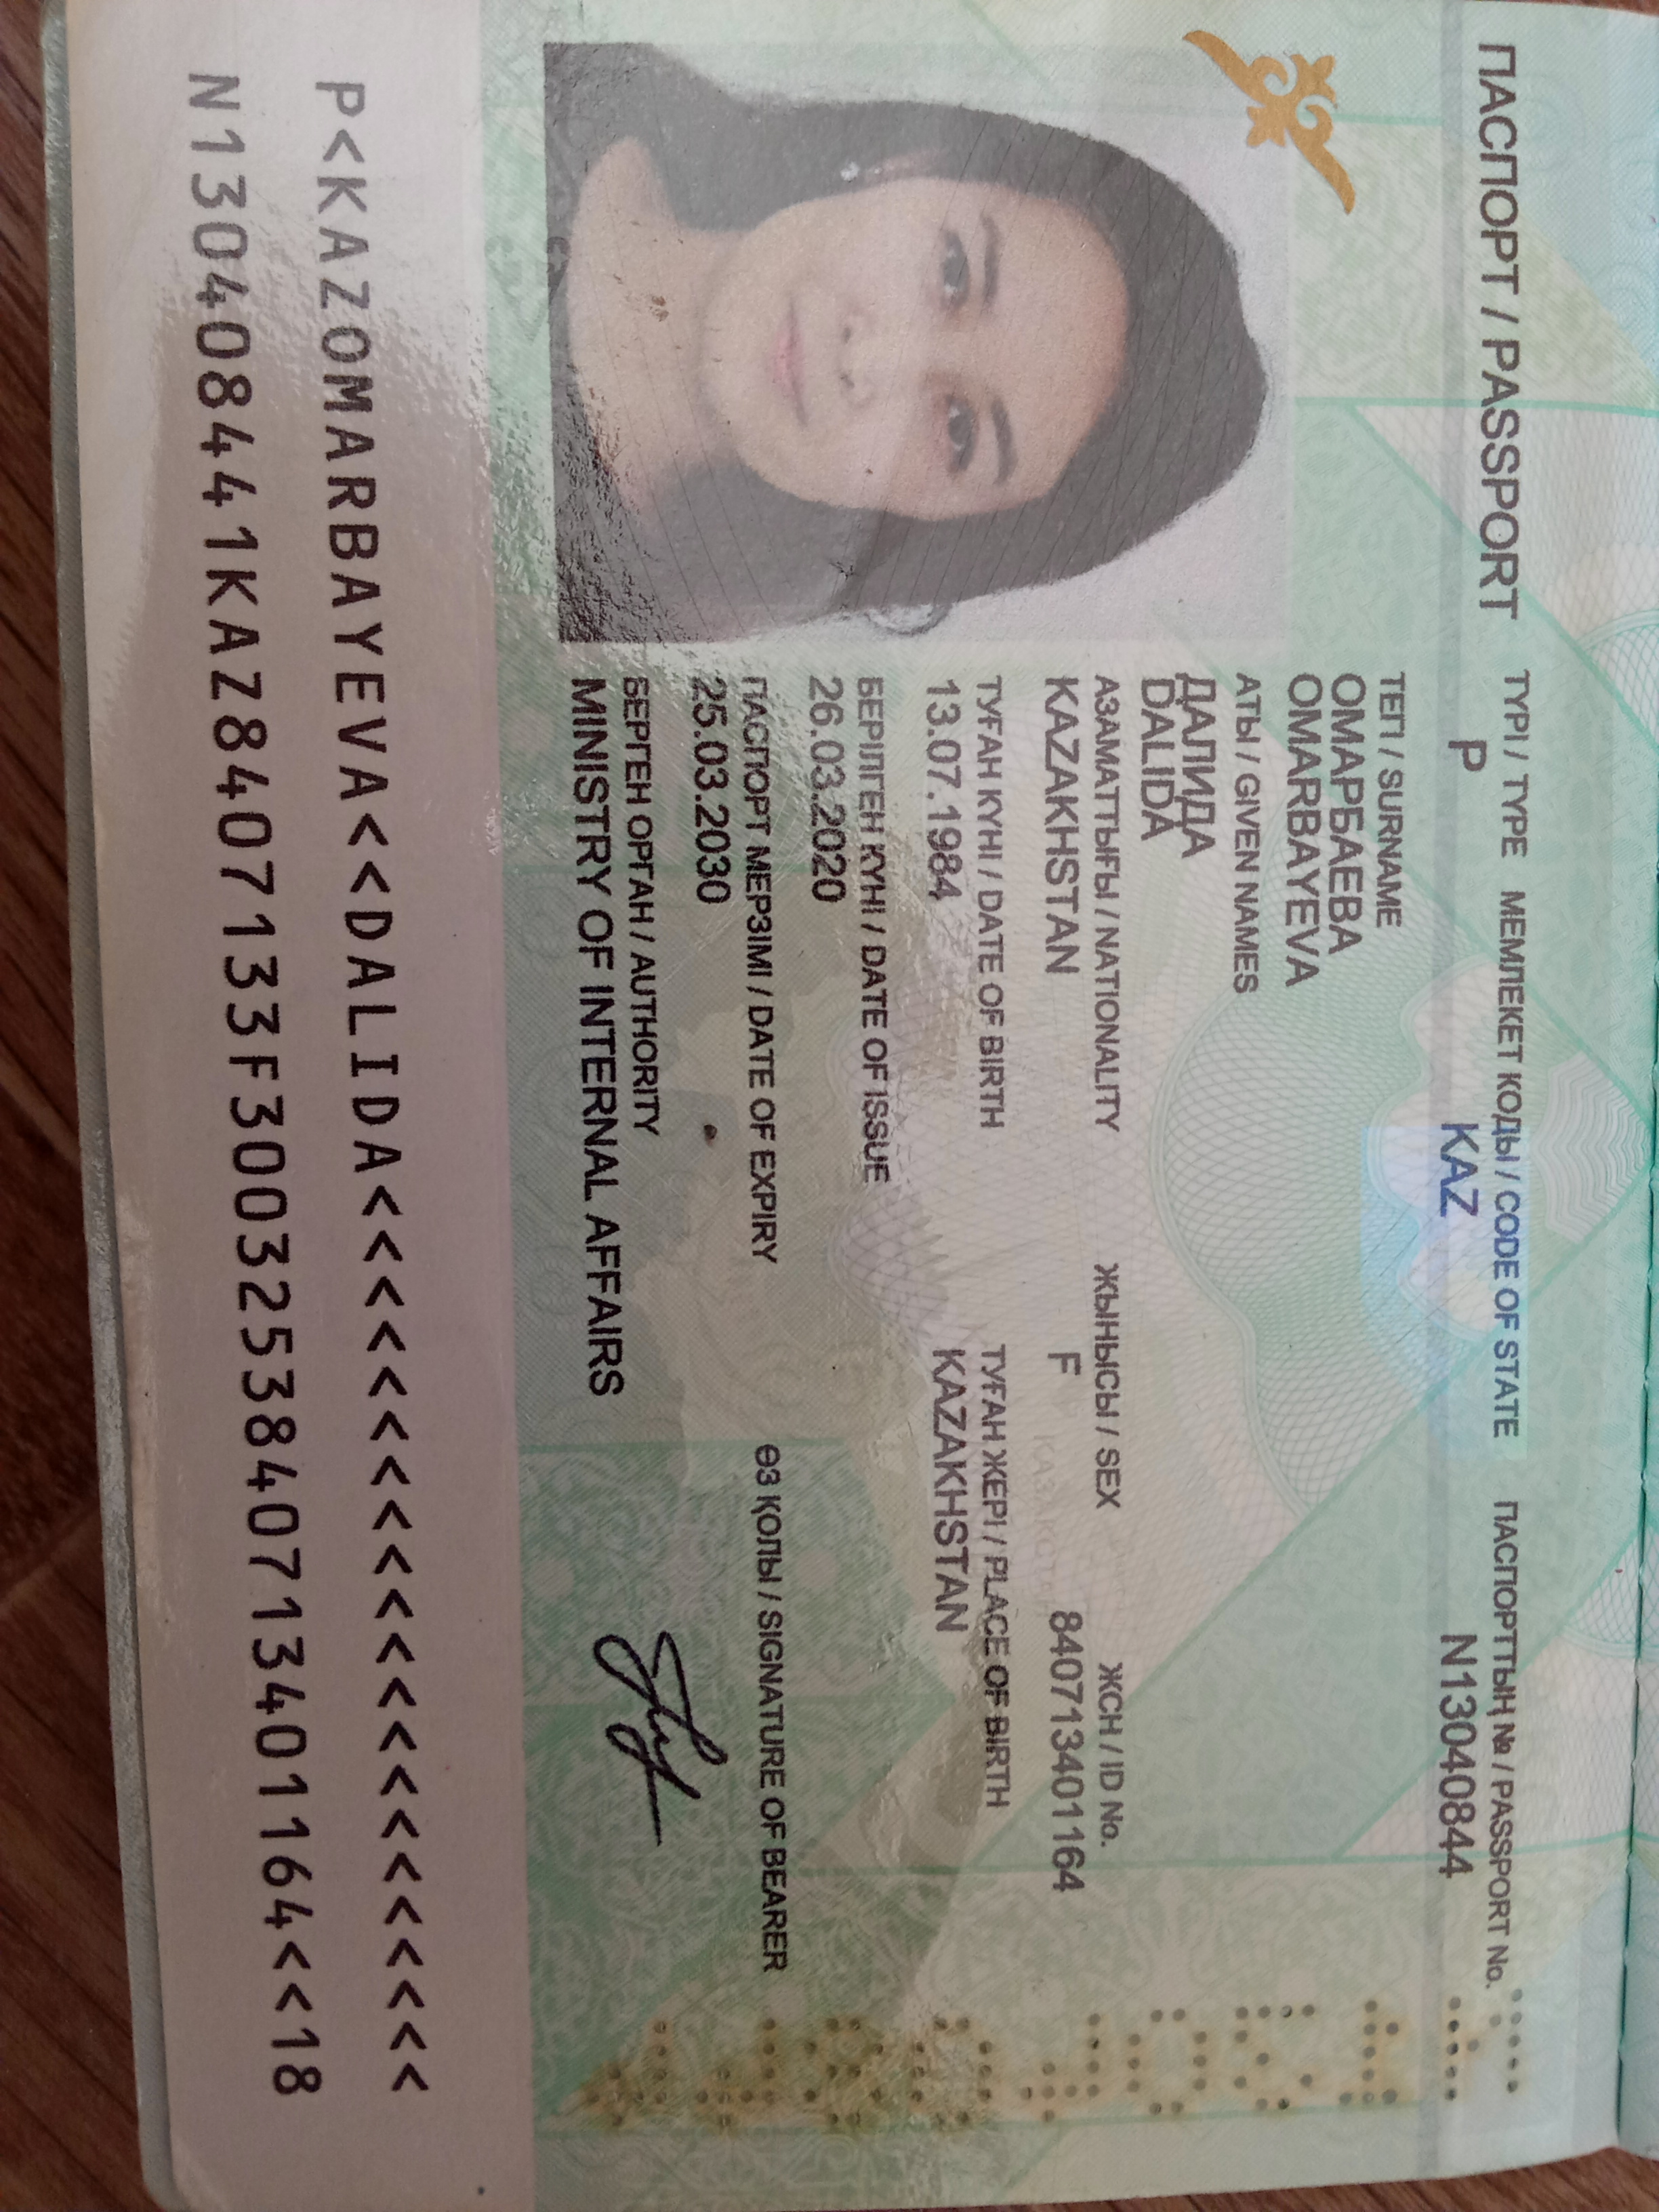 ПАСПОРТ / PASSPORT
ТҮРІ / TYPE МЕМЛЕКЕТ КОДЫ / CODE OF STATE ПАСПОРТТЫҢ № / PASSPORT No.
P KAZ N13040844
ТЕГІ / SURNAME
ОМАРБАЕВА
OMARBAYEVA
АТЫ / GIVEN NAMES
ДАЛИДА
DALIDA
АЗАМАТТЫҒЫ / NATIONALITY ЖЫНЫСЫ / SEX ЖСН / ID No.
KAZAKHSTAN F 840713401164
ТУҒАН КҮНІ / DATE OF BIRTH ТУҒАН ЖЕРІ / PLACE OF BIRTH
13.07.1984 KAZAKHSTAN
БЕРІЛГЕН КҮНІ / DATE OF ISSUE
26.03.2020
ПАСПОРТ МЕРЗІМІ / DATE OF EXPIRY ӨЗ ҚОЛЫ / SIGNATURE OF BEARER
25.03.2030
БЕРГЕН ОРГАН / AUTHORITY
MINISTRY OF INTERNAL AFFAIRS
P<KAZOMARBAYEVA<<DALIDA<<<<<<<<<<<<<<<<<<<<<
N130408441KAZ8407133F3003253840713401164<<18